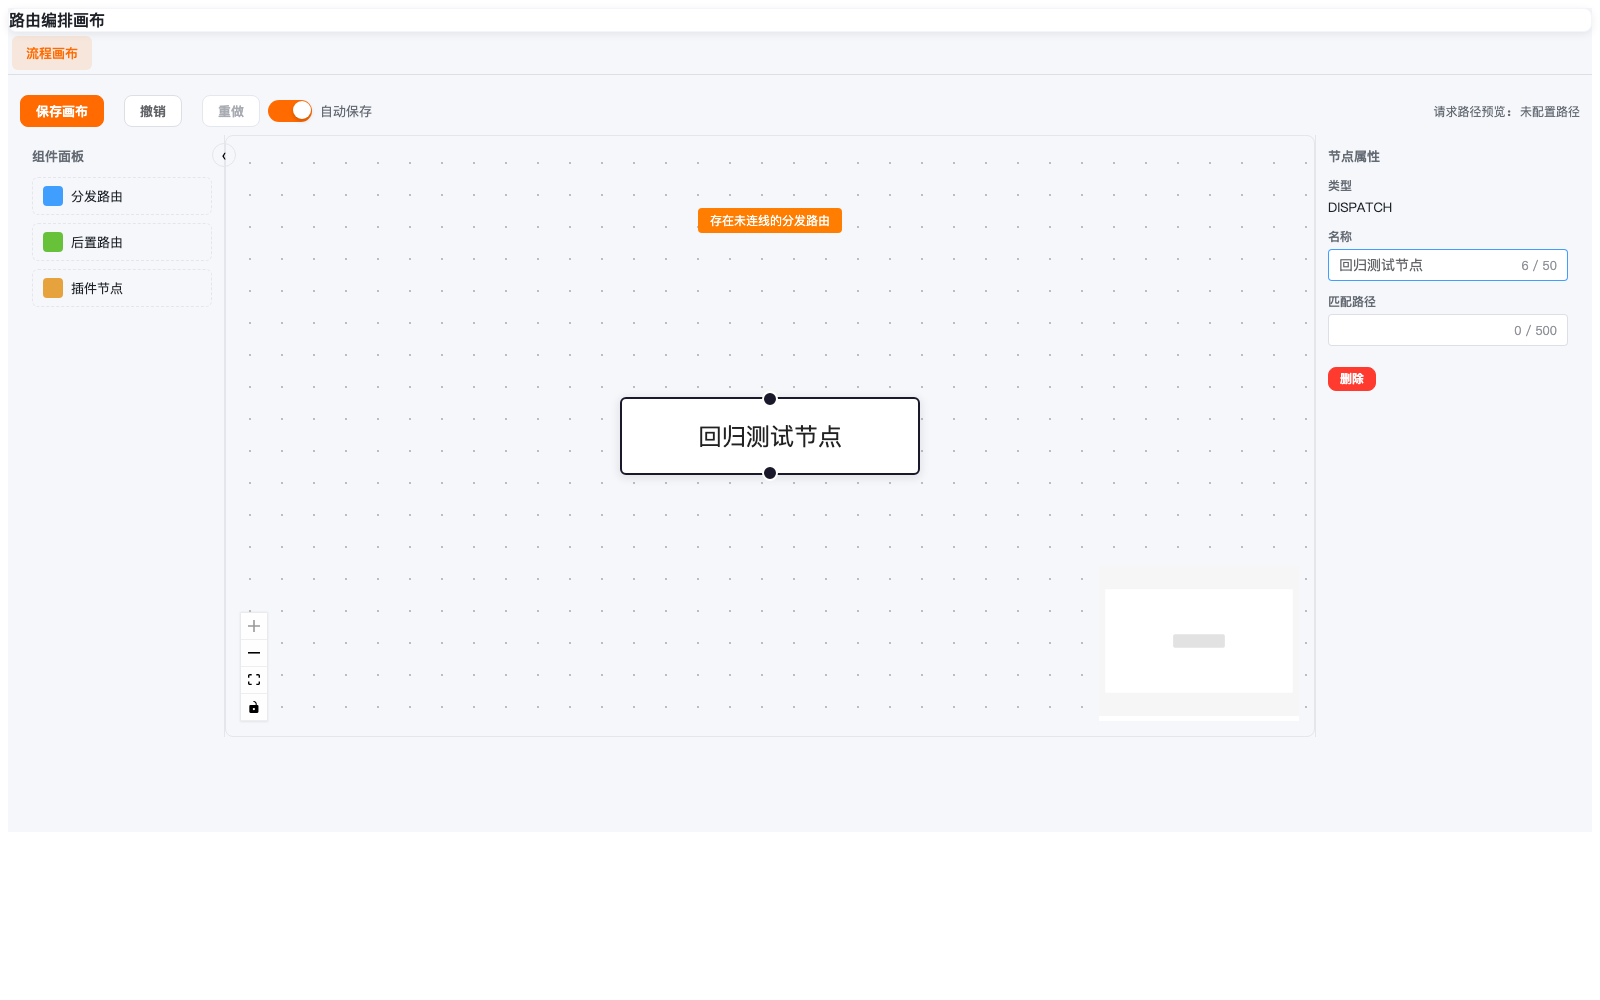 路由编排画布
流程画布
保存画布 撤销 重做 自动保存 请求路径预览：未配置路径
组件面板
分发路由
后置路由
插件节点
存在未连线的分发路由
回归测试节点
节点属性
类型
DISPATCH
名称
回归测试节点 6 / 50
匹配路径
0 / 500
删除